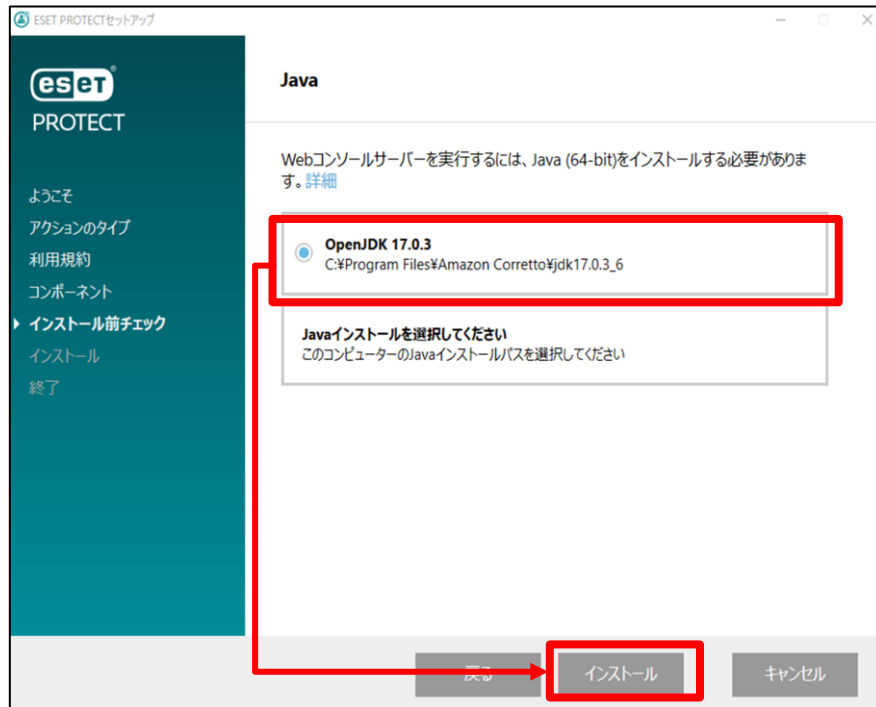 ESET PROTECTセットアップ
eset
PROTECT
ようこそ
アクションのタイプ
利用規約
コンポーネント
インストール前チェック
インストール
終了
Java
Webコンソールサーバーを実行するには、Java (64-bit)をインストールする必要がありま
す。詳細
OpenJDK 17.0.3
C:¥Program Files¥Amazon Corretto¥jdk17.0.3_6
Javaインストールを選択してください
このコンピューターのJavaインストールパスを選択してください
戻る
インストール
キャンセル